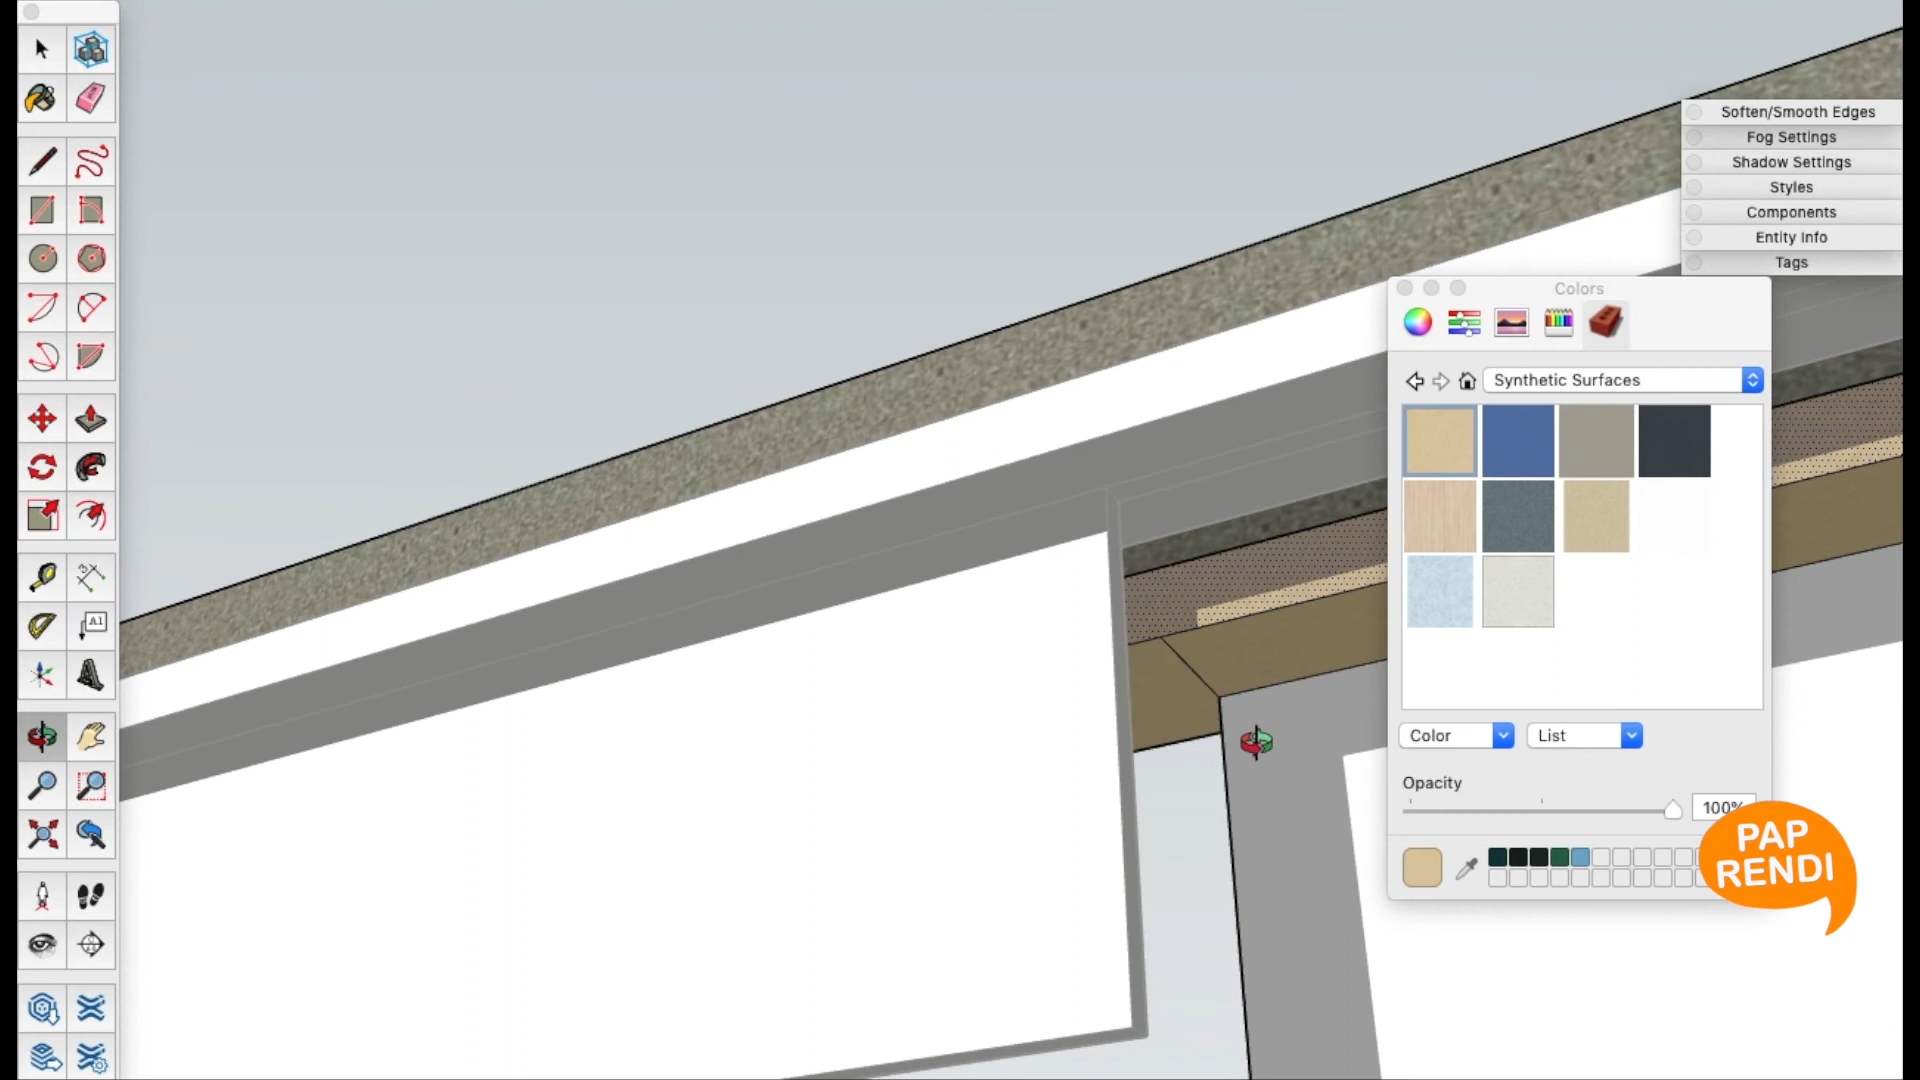 Soften/Smooth Edges
Fog Settings
Shadow Settings
Styles
Components
Entity Info
Tags
Colors
Synthetic Surfaces
Color
List
Opacity
100%
PAP
RENDI
A1